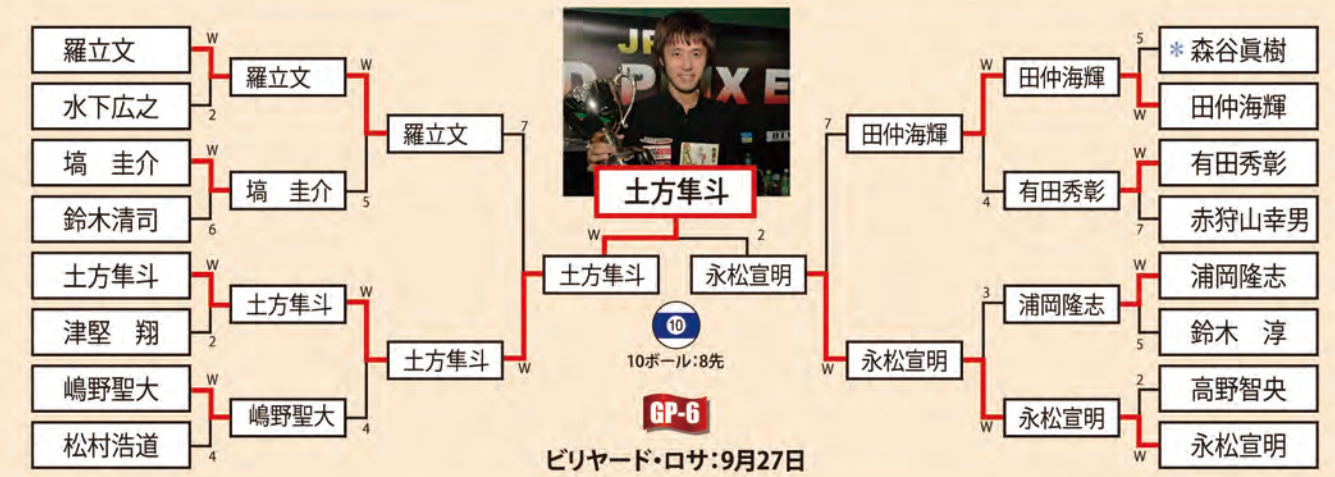 羅立文
W
水下広之
2
塙 圭介
W
鈴木清司
6
土方隼斗
W
津堅 翔
2
嶋野聖大
W
松村浩道
4
羅立文
W
塙 圭介
5
土方隼斗
W
嶋野聖大
4
羅立文
7
土方隼斗
W
土方隼斗
W
土方隼斗
永松宣明
2
10
10ボール:8先
GP-6
ビリヤード・ロサ:9月27日
田仲海輝
7
永松宣明
W
田仲海輝
W
有田秀彰
4
浦岡隆志
3
永松宣明
W
5
*森谷眞樹
田仲海輝
W
有田秀彰
W
赤狩山幸男
7
浦岡隆志
W
鈴木 淳
5
高野智央
2
永松宣明
W